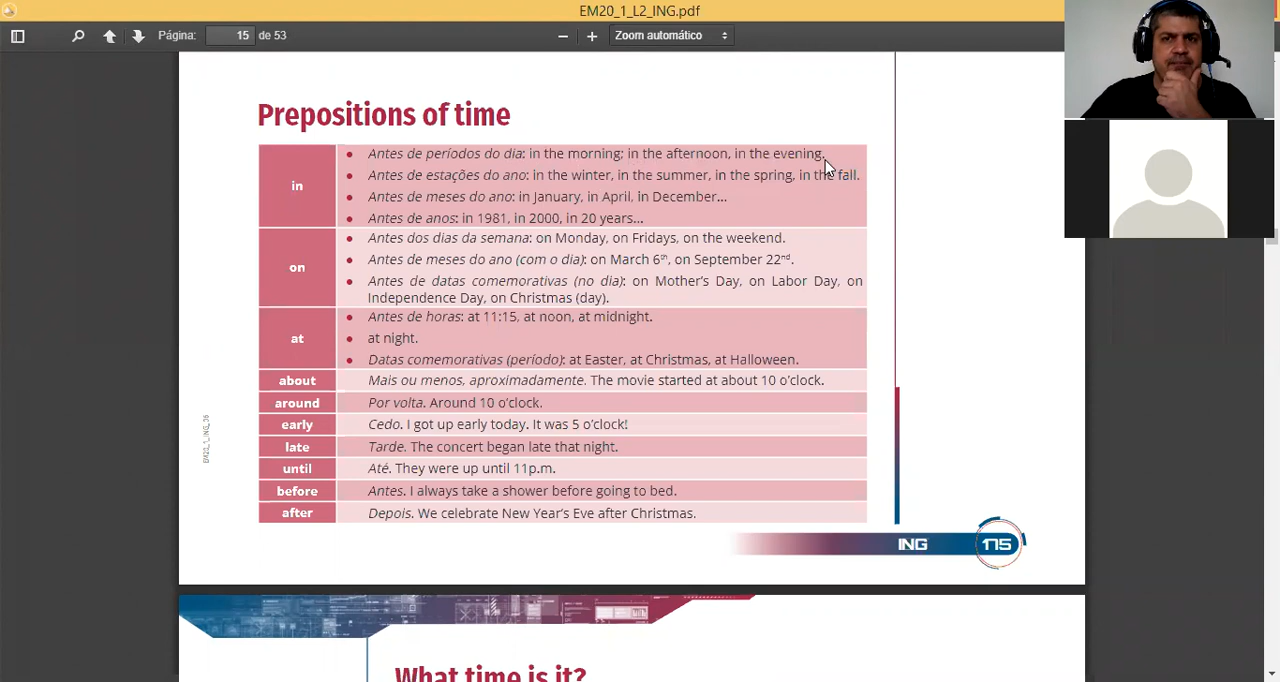 EM20_1_L2_ING.pdf
Página: 15 de 53
Zoom automático
Prepositions of time
in
Antes de períodos do dia: in the morning; in the afternoon, in the evening.
Antes de estações do ano: in the winter, in the summer, in the spring, in the fall.
Antes de meses do ano: in January, in April, in December...
Antes de anos: in 1981, in 2000, in 20 years...
on
Antes dos dias da semana: on Monday, on Fridays, on the weekend.
Antes de meses do ano (com o dia): on March 6th, on September 22nd.
Antes de datas comemorativas (no dia): on Mother's Day, on Labor Day, on
Independence Day, on Christmas (day).
at
Antes de horas: at 11:15, at noon, at midnight.
at night.
Datas comemorativas (período): at Easter, at Christmas, at Halloween.
about Mais ou menos, aproximadamente. The movie started at about 10 o'clock.
around Por volta. Around 10 o'clock.
early Cedo. I got up early today. It was 5 o'clock!
late Tarde. The concert began late that night.
until Até. They were up until 11p.m.
before Antes. I always take a shower before going to bed.
after Depois. We celebrate New Year's Eve after Christmas.
ING 175
What time is it?